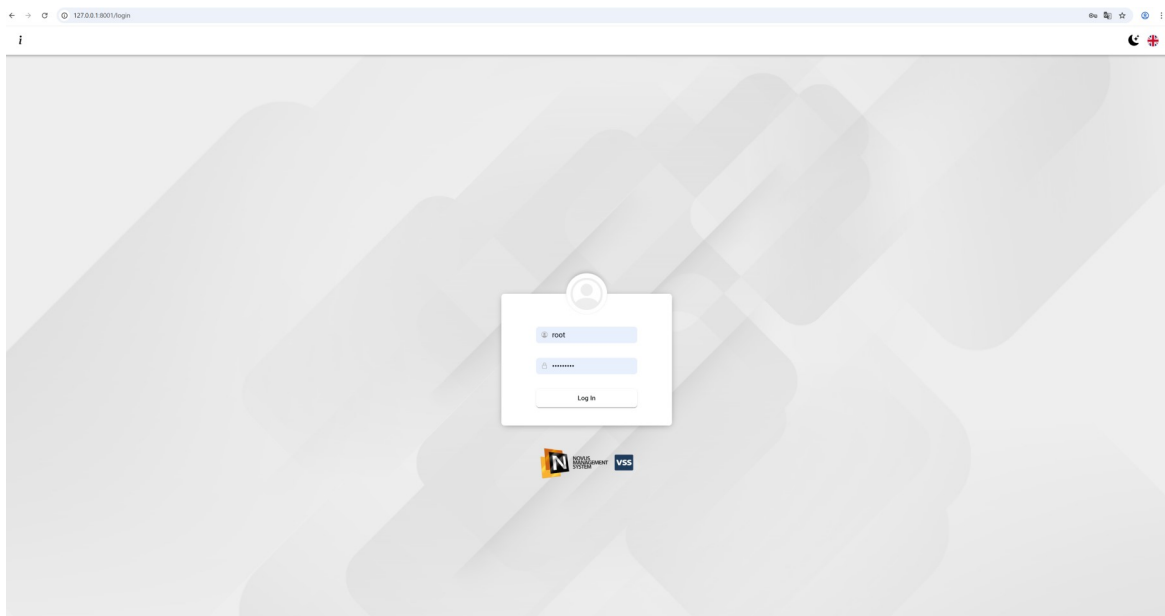 127.0.0.1:8001/login
i
root
•••••••••
Log In
NOVUS
MANAGEMENT
SYSTEM
VSS